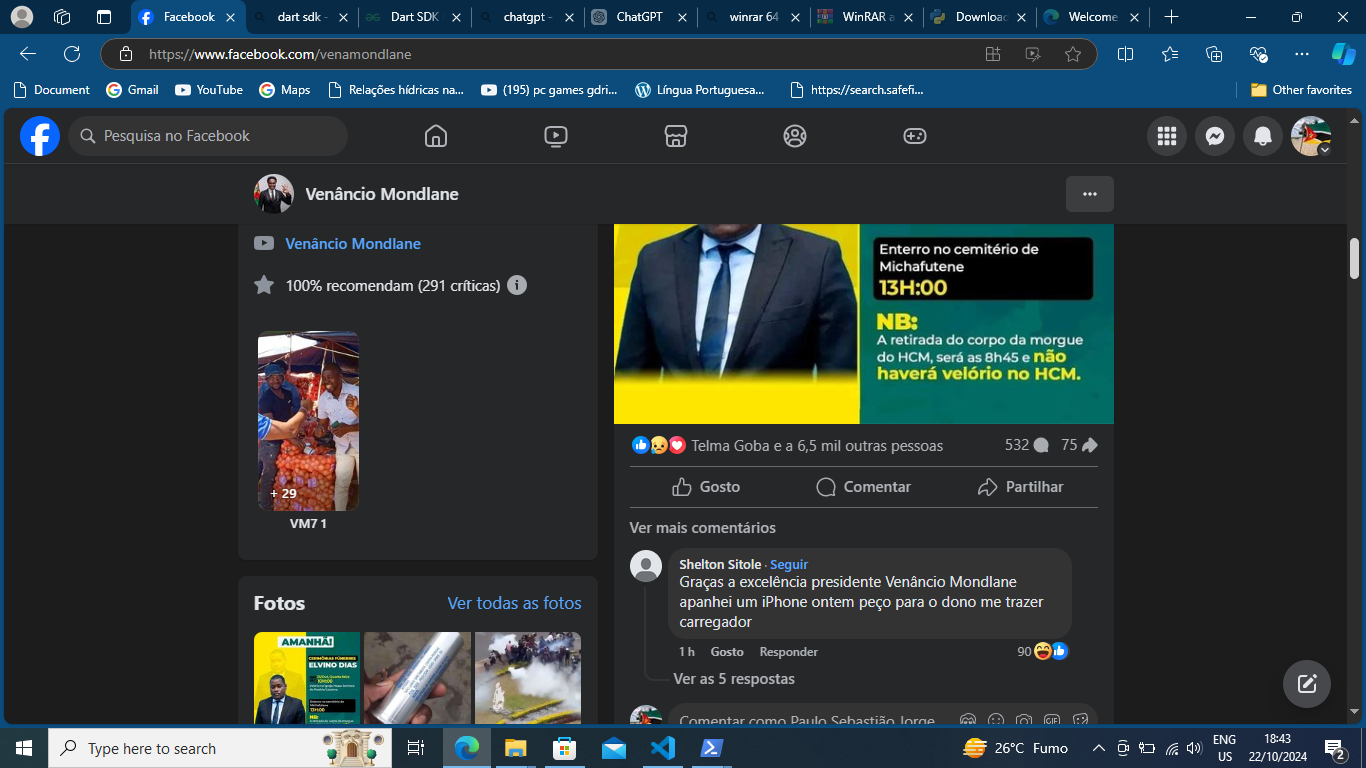 Facebook
dart sdk -
Dart SDK
chatgpt -
ChatGPT
winrar 64
WinRAR a
Download
Welcome
https://www.facebook.com/venamondlane
Document
Gmail
YouTube
Maps
Relações hídricas na...
(195) pc games gdri...
Língua Portuguesa...
https://search.safefi...
Other favorites
Pesquisa no Facebook
Venâncio Mondlane
Venâncio Mondlane
100% recomendam (291 críticas)
+ 29
VM7 1
Fotos
Ver todas as fotos
AMANHÃ!
CERIMÓNIAS FÚNEBRES
ELVINO DIAS
10H:00
13H:00
NB:
Enterro no cemitério de
Michafutene
13H:00
NB:
A retirada do corpo da morgue
do HCM, será as 8h45 e não
haverá velório no HCM.
Telma Goba e a 6,5 mil outras pessoas
532
75
Gosto
Comentar
Partilhar
Ver mais comentários
Shelton Sitole · Seguir
Graças a excelência presidente Venâncio Mondlane
apanhei um iPhone ontem peço para o dono me trazer
carregador
1 h
Gosto
Responder
90
Ver as 5 respostas
Comentar como Paulo Sebastião Jorge
GIF
Type here to search
26°C Fumo
ENG
US
18:43
22/10/2024
2